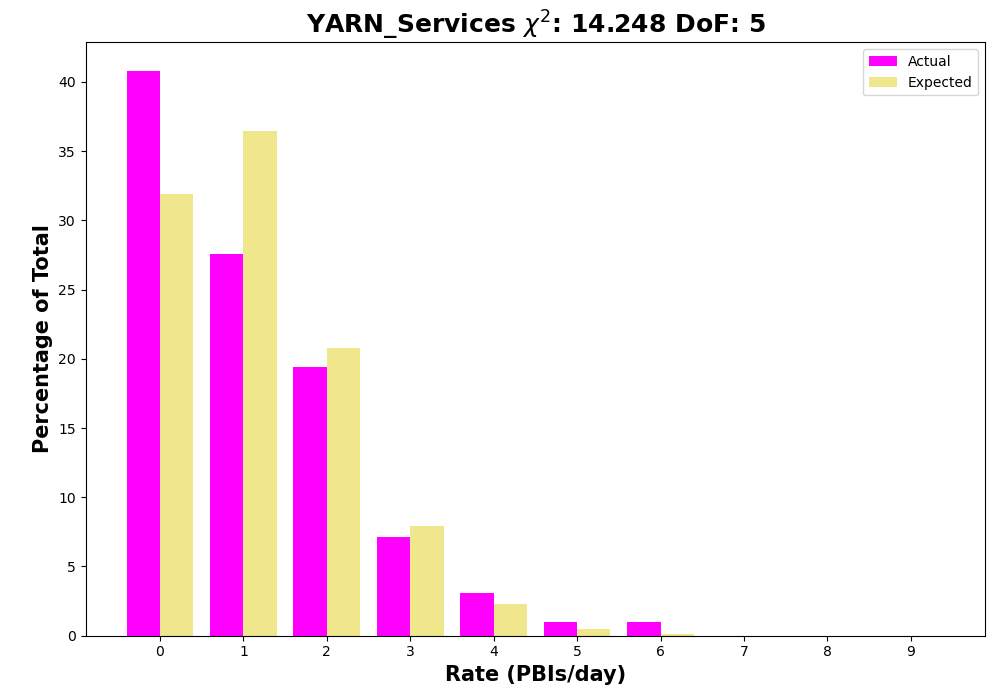 YARN_Services χ²: 14.248 DoF: 5
Actual
Expected
40
35
30
25
20
15
10
5
0
Percentage of Total
0 1 2 3 4 5 6 7 8 9
Rate (PBIs/day)